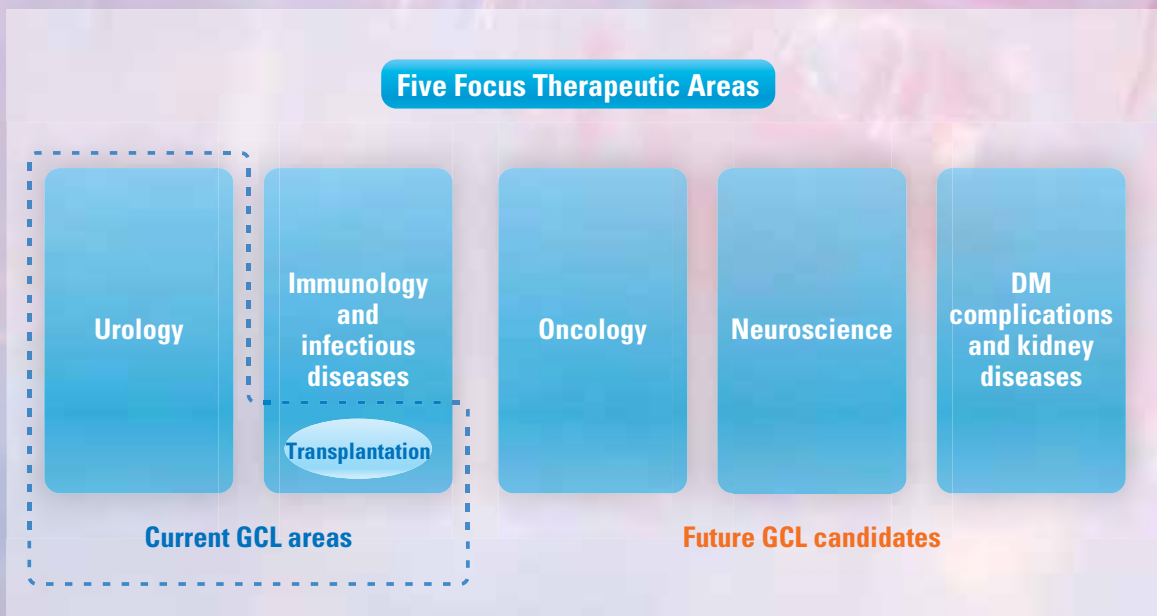 Five Focus Therapeutic Areas
Urology
Immunology
and
infectious
diseases
Transplantation
Oncology
Neuroscience
DM
complications
and kidney
diseases
Current GCL areas
Future GCL candidates